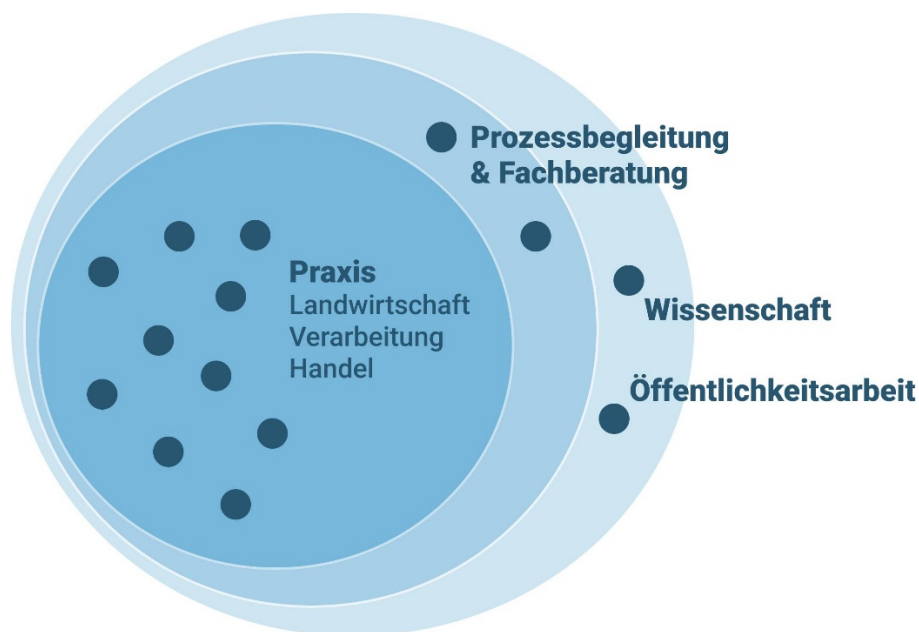 Prozessbegleitung
& Fachberatung
Praxis
Landwirtschaft
Verarbeitung
Handel
Wissenschaft
Öffentlichkeitsarbeit